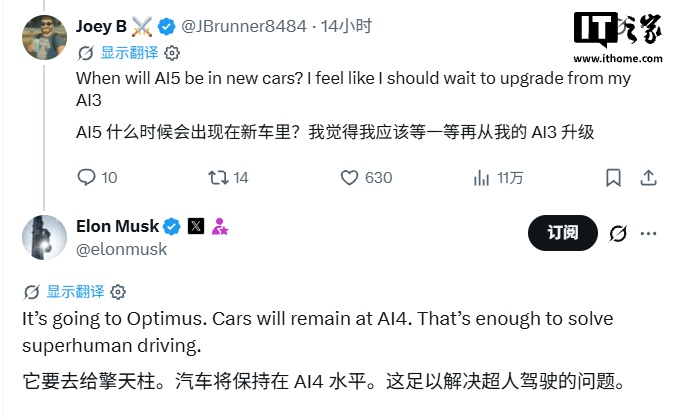 Joey B ⚔️ @JBrunner8484 · 14小时
显示翻译
When will AI5 be in new cars? I feel like I should wait to upgrade from my
AI3
AI5 什么时候会出现在新车里？我觉得我应该等一等再从我的 AI3 升级
10 14 630 11万
IT之家
www.ithome.com
Elon Musk
@elonmusk
订阅
显示翻译
It's going to Optimus. Cars will remain at AI4. That's enough to solve
superhuman driving.
它要去给擎天柱。汽车将保持在 AI4 水平。这足以解决超人驾驶的问题。